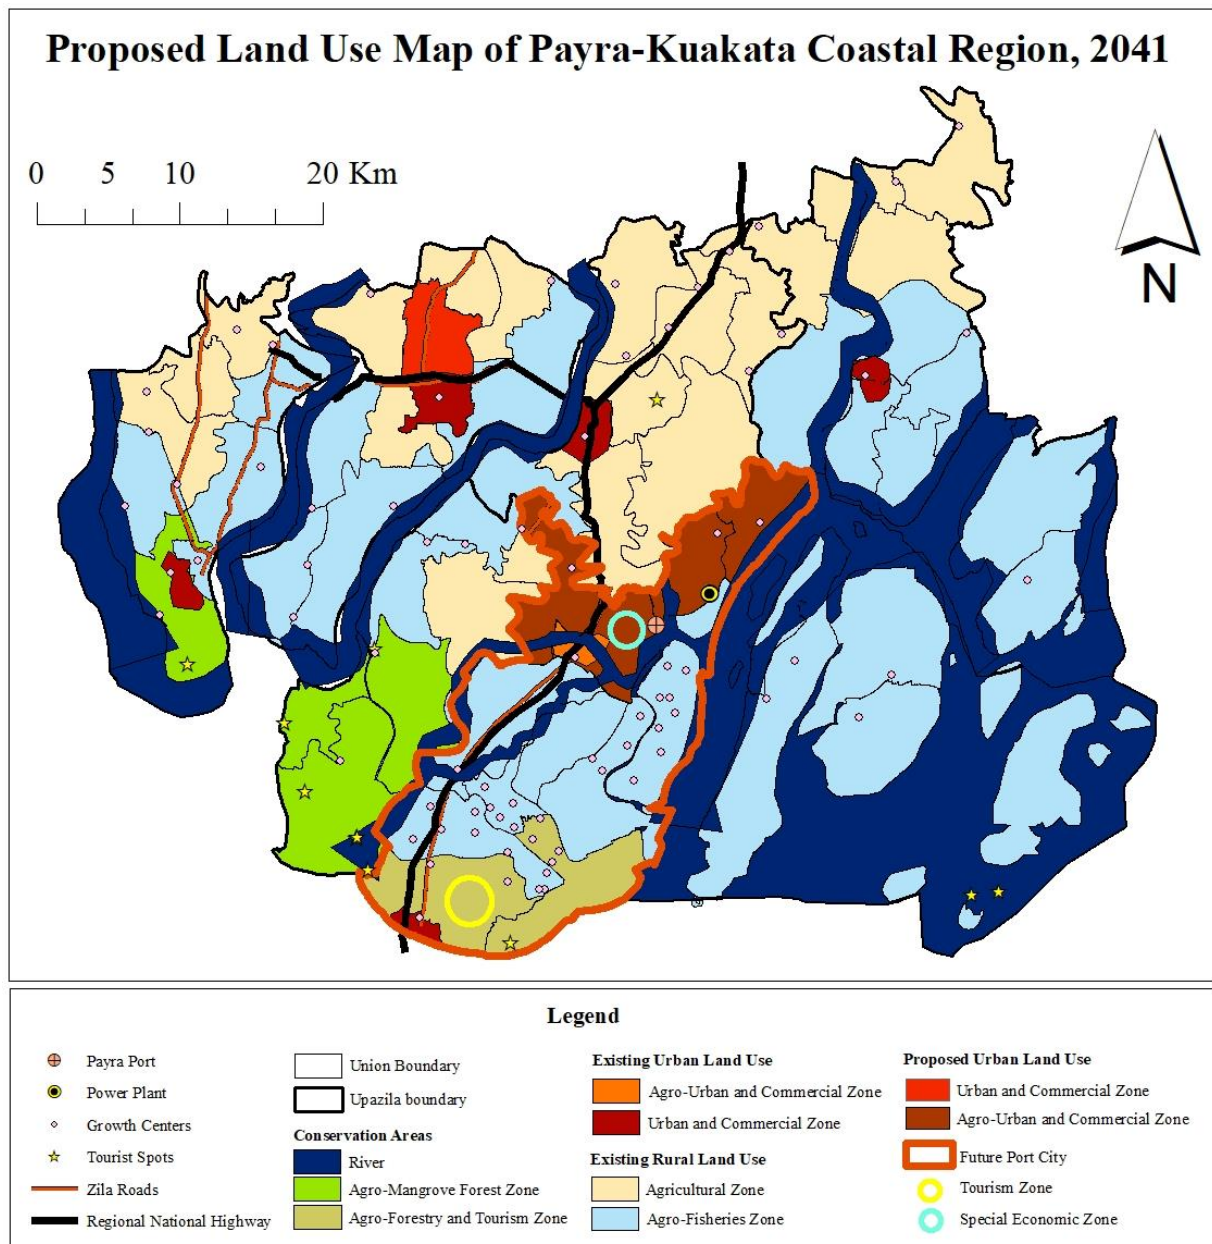 Proposed Land Use Map of Payra-Kuakata Coastal Region, 2041
0 5 10 20 Km
N
Legend
Payra Port
Power Plant
Growth Centers
Tourist Spots
Zila Roads
Regional National Highway
Union Boundary
Upazila boundary
Conservation Areas
River
Agro-Mangrove Forest Zone
Agro-Forestry and Tourism Zone
Existing Urban Land Use
Agro-Urban and Commercial Zone
Urban and Commercial Zone
Existing Rural Land Use
Agricultural Zone
Agro-Fisheries Zone
Proposed Urban Land Use
Urban and Commercial Zone
Agro-Urban and Commercial Zone
Future Port City
Tourism Zone
Special Economic Zone